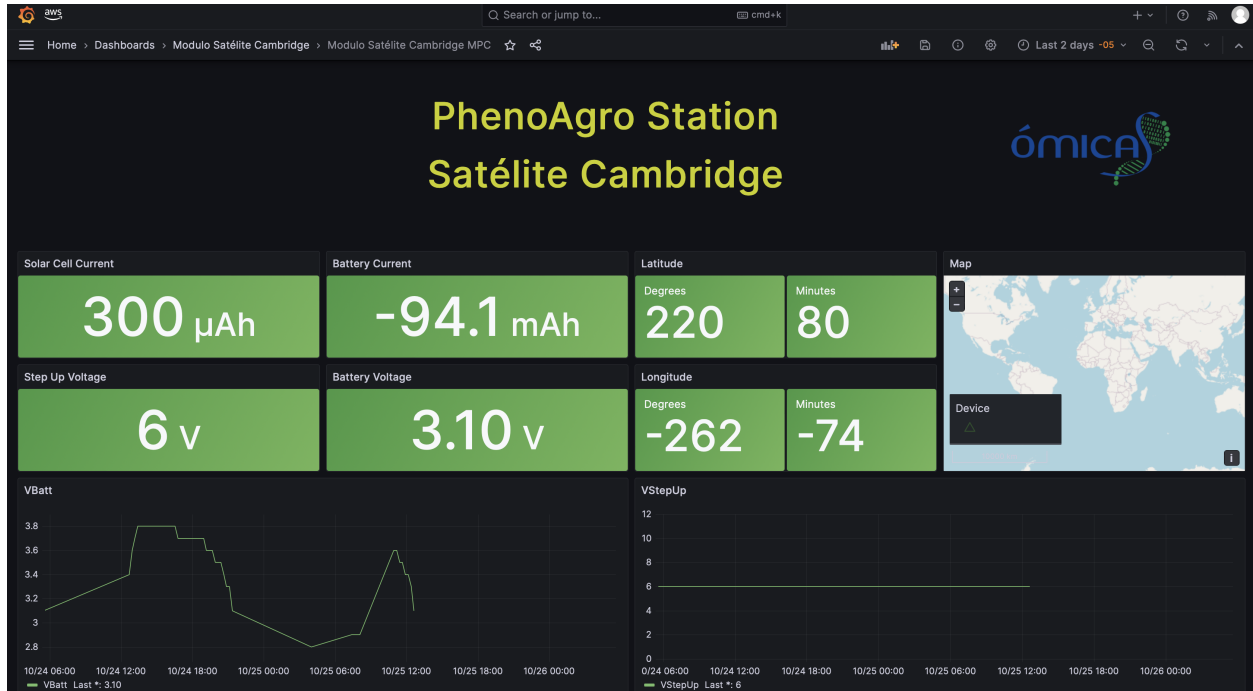 aws
Search or jump to...
cmd+k
Home › Dashboards › Modulo Satélite Cambridge › Modulo Satélite Cambridge MPC
Last 2 days -05
PhenoAgro Station
Satélite Cambridge
ómicas
Solar Cell Current
300 µAh
Battery Current
-94.1 mAh
Latitude
Degrees
220
Minutes
80
Map
+
−
Device
i
Step Up Voltage
6 V
Battery Voltage
3.10 V
Longitude
Degrees
-262
Minutes
-74
VBatt
3.8
3.6
3.4
3.2
3
2.8
10/24 06:00 10/24 12:00 10/24 18:00 10/25 00:00 10/25 06:00 10/25 12:00 10/25 18:00 10/26 00:00
VBatt Last *: 3.10
VStepUp
12
10
8
6
4
2
0
0/24 06:00 10/24 12:00 10/24 18:00 10/25 00:00 10/25 06:00 10/25 12:00 10/25 18:00 10/26 00:00
VStepUp Last *: 6